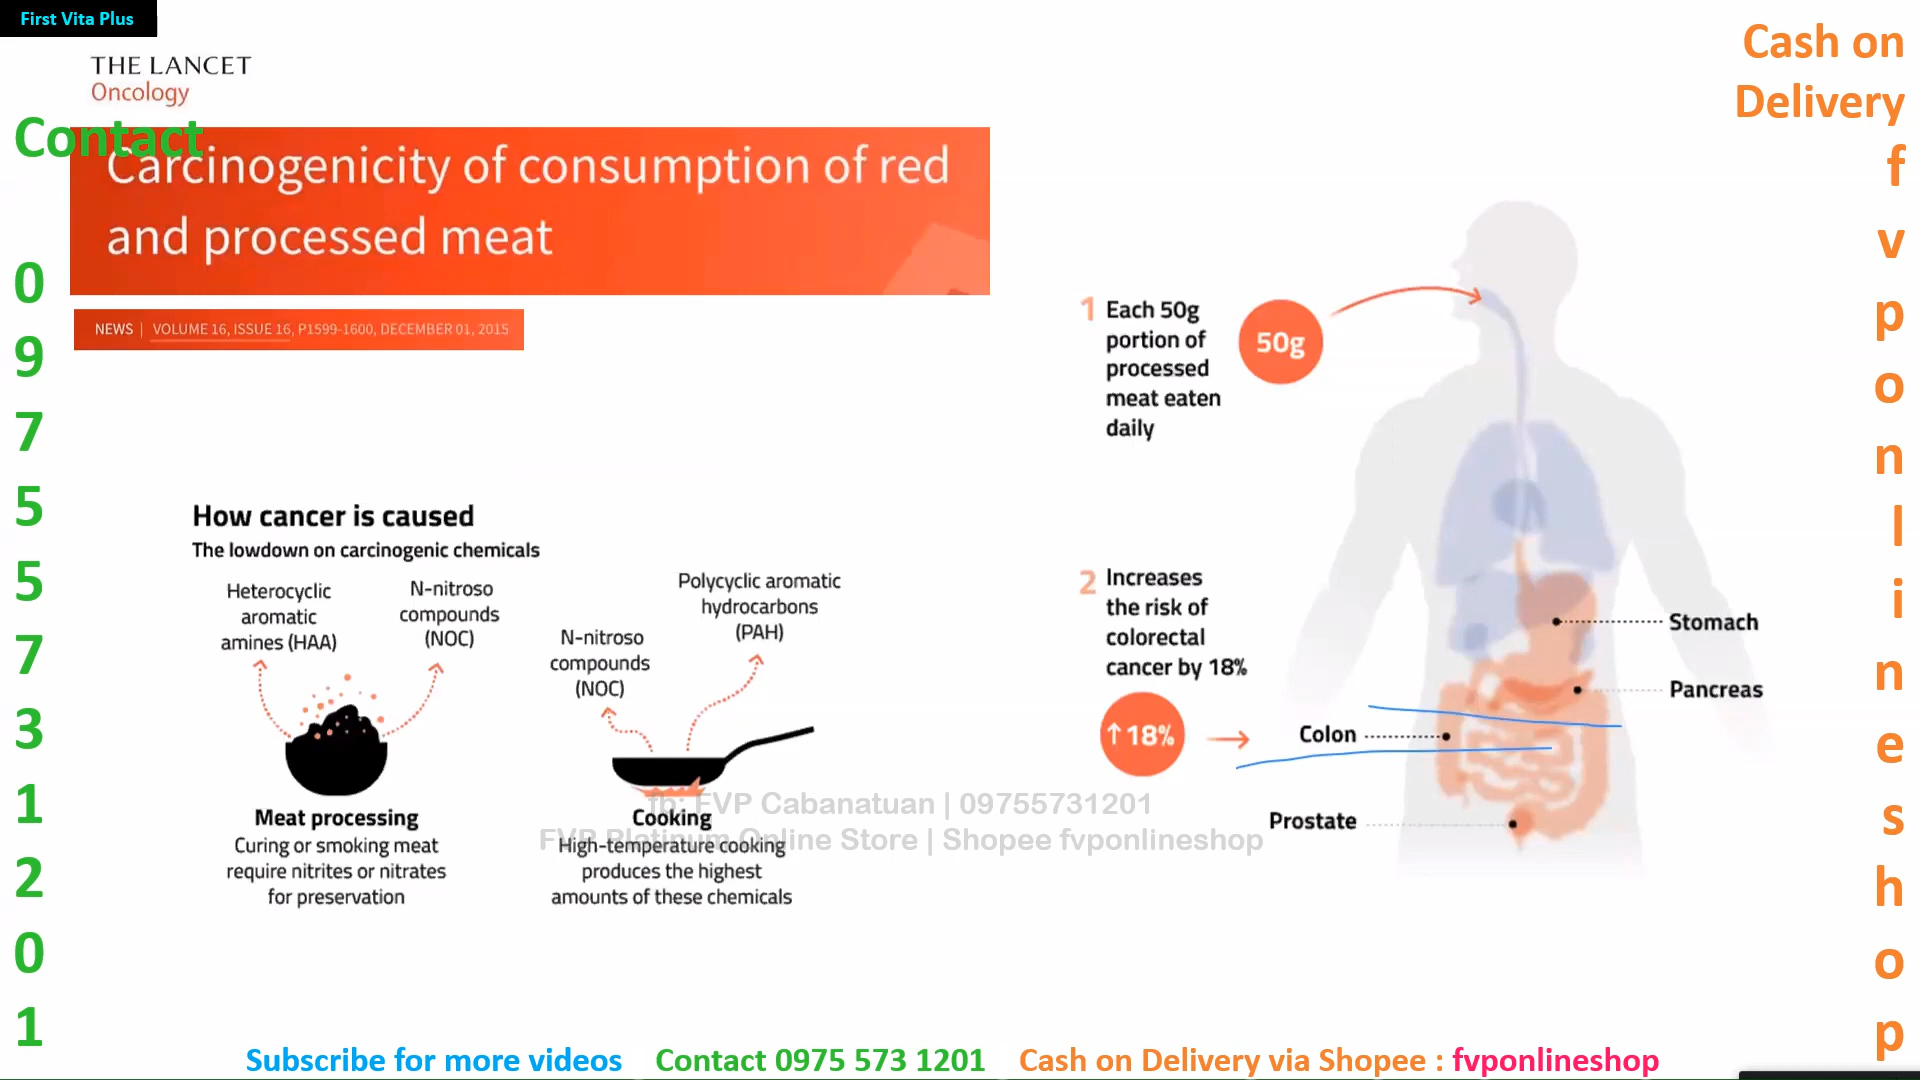 First Vita Plus
THE LANCET
Oncology
Contact
0
9
7
5
5
7
3
1
2
0
1
Carcinogenicity of consumption of red
and processed meat
NEWS | VOLUME 16, ISSUE 16, P1599-1600, DECEMBER 01, 2015
How cancer is caused
The lowdown on carcinogenic chemicals
Heterocyclic
aromatic
amines (HAA)
N-nitroso
compounds
(NOC)
N-nitroso
compounds
(NOC)
Polycyclic aromatic
hydrocarbons
(PAH)
Meat processing
Curing or smoking meat
require nitrites or nitrates
for preservation
Cooking
High-temperature cooking
produces the highest
amounts of these chemicals
fb: FVP Cabanatuan | 09755731201
FVP Platinum Online Store | Shopee fvponlineshop
1 Each 50g
portion of
processed
meat eaten
daily
50g
2 Increases
the risk of
colorectal
cancer by 18%
↑18%
Stomach
Pancreas
Colon
Prostate
Cash on
Delivery
f
v
p
o
n
l
i
n
e
s
h
o
p
Subscribe for more videos Contact 0975 573 1201 Cash on Delivery via Shopee : fvponlineshop